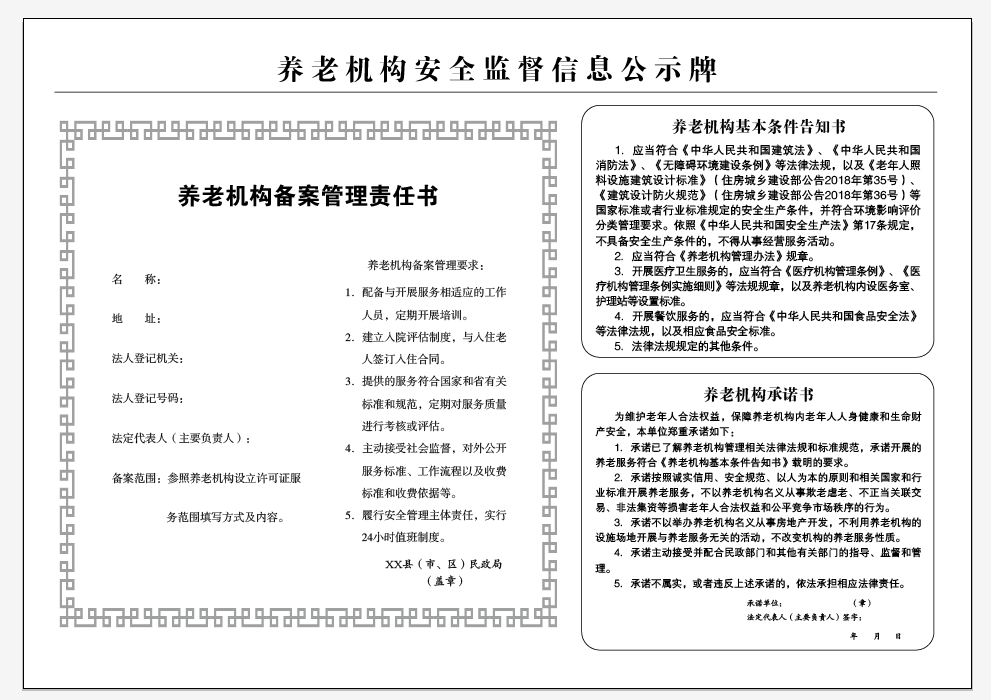 养老机构安全监督信息公示牌
养老机构备案管理责任书
名　　称：
地　　址：
法人登记机关：
法人登记号码：
法定代表人（主要负责人）：
备案范围：参照养老机构设立许可证服
务范围填写方式及内容。
养老机构备案管理要求：
1. 配备与开展服务相适应的工作
人员，定期开展培训。
2. 建立入院评估制度，与入住老
人签订入住合同。
3. 提供的服务符合国家和省有关
标准和规范，定期对服务质量
进行考核或评估。
4. 主动接受社会监督，对外公开
服务标准、工作流程以及收费
标准和收费依据等。
5. 履行安全管理主体责任，实行
24小时值班制度。
XX县（市、区）民政局
（盖章）
养老机构基本条件告知书
1. 应当符合《中华人民共和国建筑法》、《中华人民共和国
消防法》、《无障碍环境建设条例》等法律法规，以及《老年人照
料设施建筑设计标准》（住房城乡建设部公告2018年第35号）、
《建筑设计防火规范》（住房城乡建设部公告2018年第36号）等
国家标准或者行业标准规定的安全生产条件，并符合环境影响评价
分类管理要求。依照《中华人民共和国安全生产法》第17条规定，
不具备安全生产条件的，不得从事经营服务活动。
2. 应当符合《养老机构管理办法》规章。
3. 开展医疗卫生服务的，应当符合《医疗机构管理条例》、《医
疗机构管理条例实施细则》等法规规章，以及养老机构内设医务室、
护理站等设置标准。
4. 开展餐饮服务的，应当符合《中华人民共和国食品安全法》
等法律法规，以及相应食品安全标准。
5. 法律法规规定的其他条件。
养老机构承诺书
为维护老年人合法权益，保障养老机构内老年人人身健康和生命财
产安全，本单位郑重承诺如下：
1. 承诺已了解养老机构管理相关法律法规和标准规范，承诺开展的
养老服务符合《养老机构基本条件告知书》载明的要求。
2. 承诺按照诚实信用、安全规范、以人为本的原则和相关国家和行
业标准开展养老服务，不以养老机构名义从事欺老虐老、不正当关联交
易、非法集资等损害老年人合法权益和公平竞争市场秩序的行为。
3. 承诺不以举办养老机构名义从事房地产开发，不利用养老机构的
设施场地开展与养老服务无关的活动，不改变机构的养老服务性质。
4. 承诺主动接受并配合民政部门和其他有关部门的指导、监督和管
理。
5. 承诺不属实，或者违反上述承诺的，依法承担相应法律责任。
承诺单位：　　　　　　（章）
法定代表人（主要负责人）签字：
年　月　日